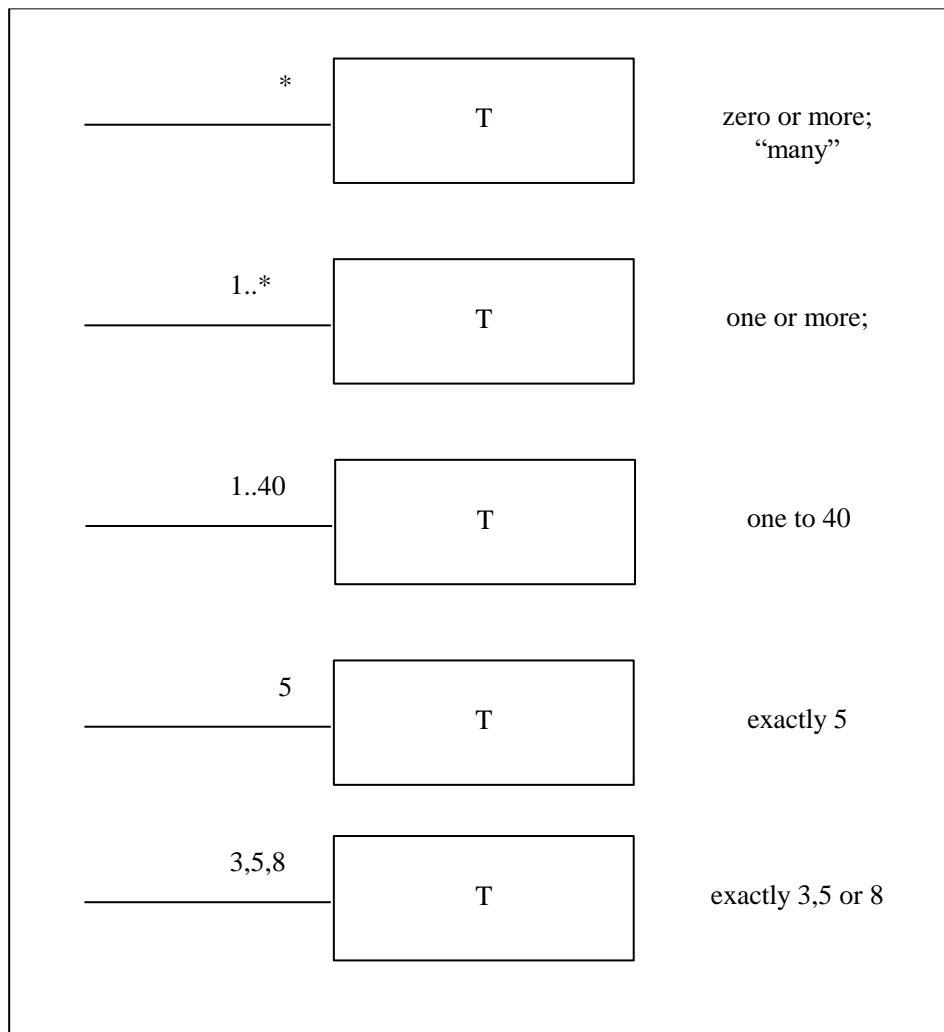 *
T
zero or more;
“many”
1..*
T
one or more;
1..40
T
one to 40
5
T
exactly 5
3,5,8
T
exactly 3,5 or 8